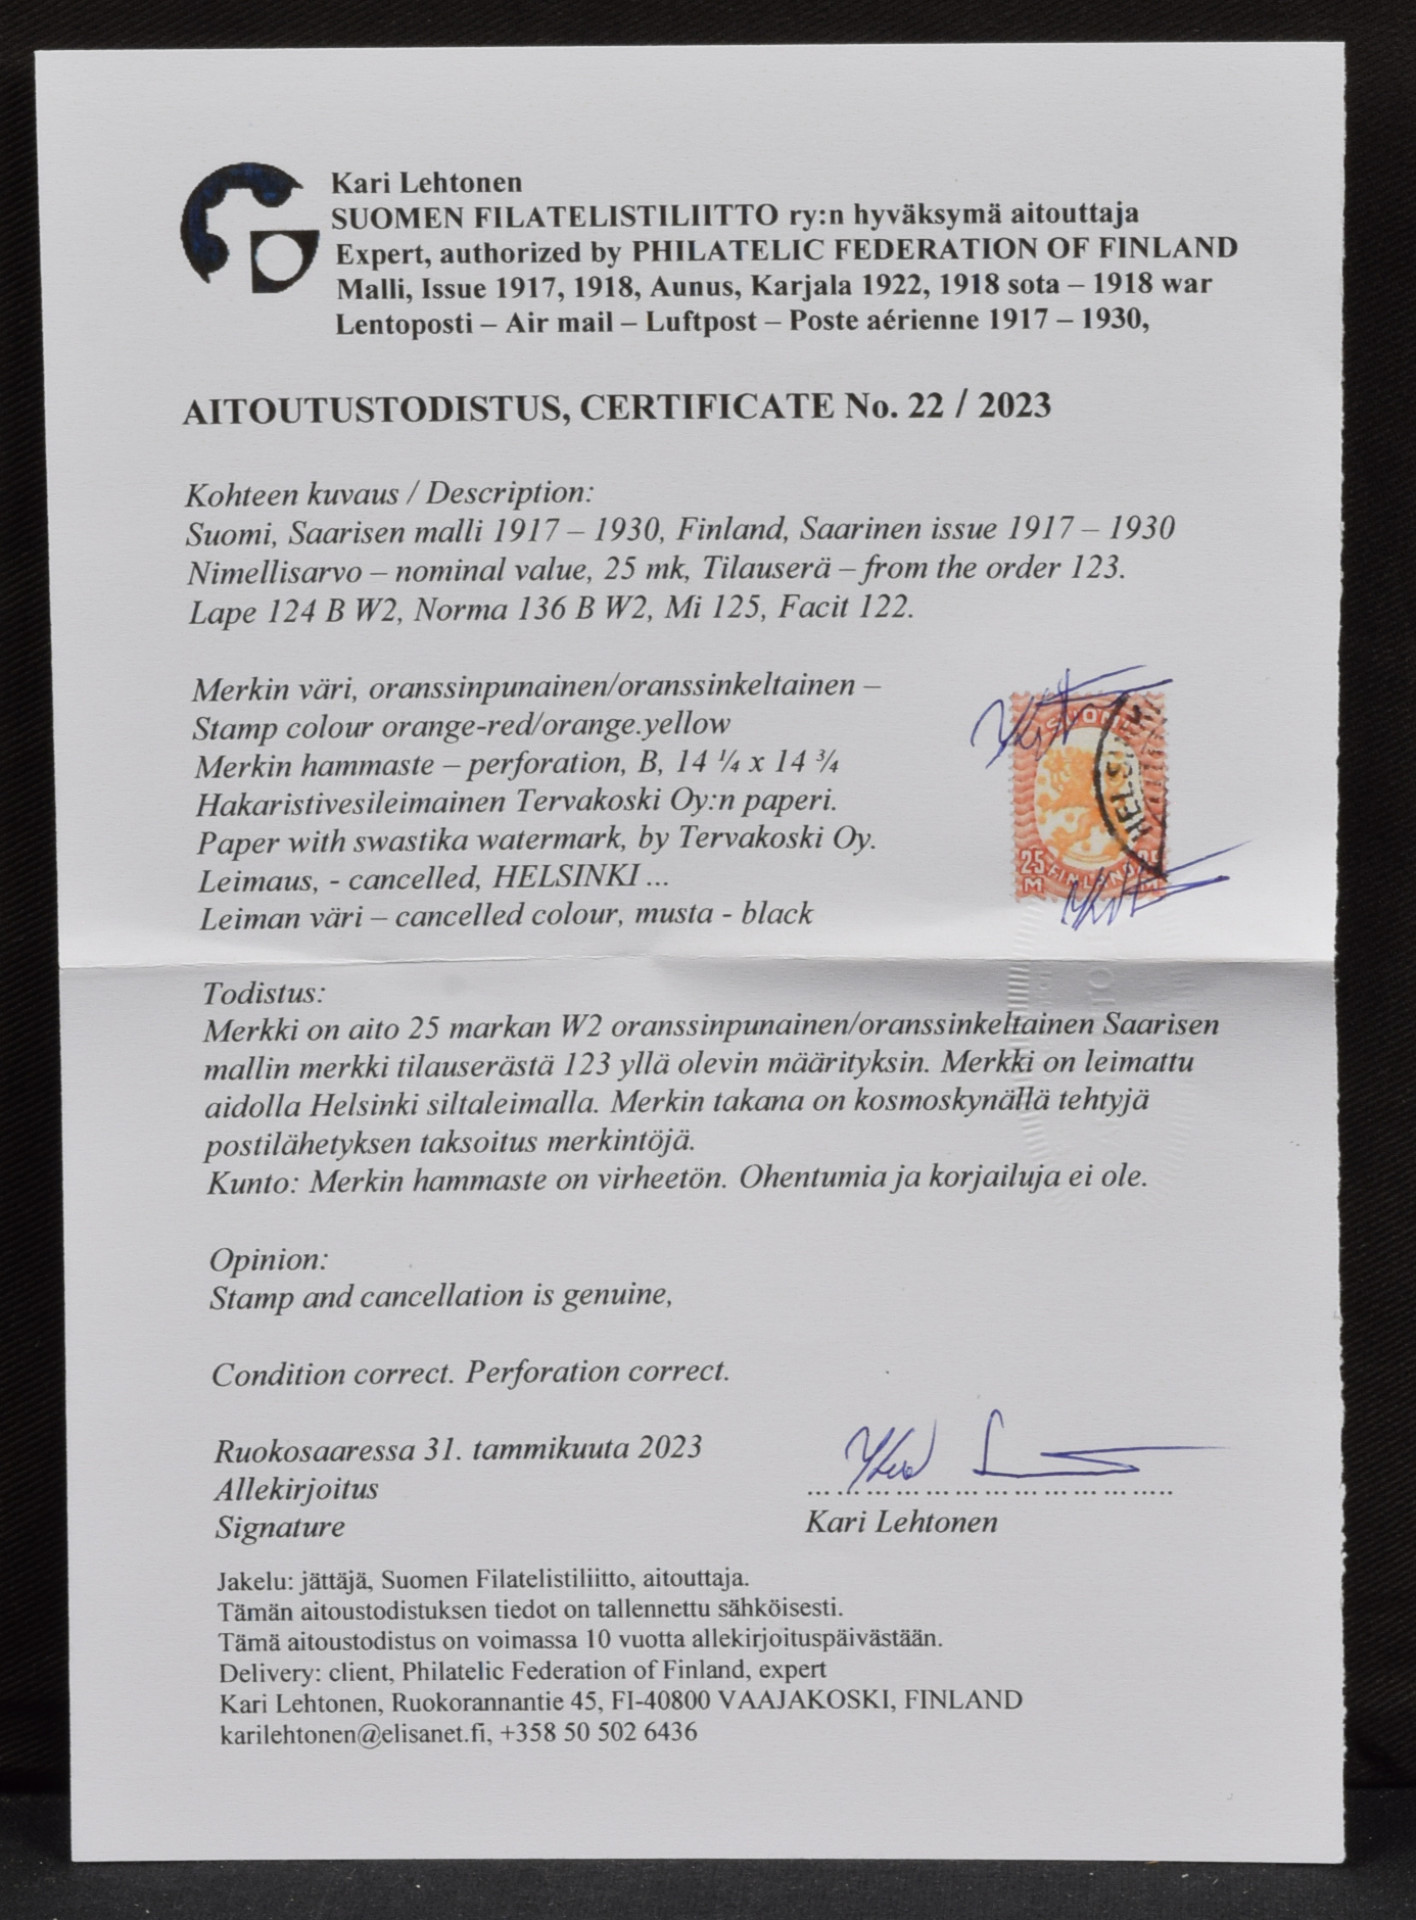 Kari Lehtonen
SUOMEN FILATELISTILIITTO ry:n hyväksymä aitouttaja
Expert, authorized by PHILATELIC FEDERATION OF FINLAND
Malli, Issue 1917, 1918, Aunus, Karjala 1922, 1918 sota – 1918 war
Lentoposti – Air mail – Luftpost – Poste aérienne 1917 – 1930,
AITOUTUSTODISTUS, CERTIFICATE No. 22 / 2023
Kohteen kuvaus / Description:
Suomi, Saarisen malli 1917 – 1930, Finland, Saarinen issue 1917 – 1930
Nimellisarvo – nominal value, 25 mk, Tilauserä – from the order 123.
Lape 124 B W2, Norma 136 B W2, Mi 125, Facit 122.
Merkin väri, oranssinpunainen/oranssinkeltainen –
Stamp colour orange-red/orange.yellow
Merkin hammaste – perforation, B, 14 ¼ x 14 ¾
Hakaristivesileimainen Tervakoski Oy:n paperi.
Paper with swastika watermark, by Tervakoski Oy.
Leimaus, - cancelled, HELSINKI ...
Leiman väri – cancelled colour, musta - black
SUOMI
HELSINKI
25 FINLAND 25
M M
Todistus:
Merkki on aito 25 markan W2 oranssinpunainen/oranssinkeltainen Saarisen
mallin merkki tilauserästä 123 yllä olevin määrityksin. Merkki on leimattu
aidolla Helsinki siltaleimalla. Merkin takana on kosmoskynällä tehtyjä
postilähetyksen taksoitus merkintöjä.
Kunto: Merkin hammaste on virheetön. Ohentumia ja korjailuja ei ole.
Opinion:
Stamp and cancellation is genuine,
Condition correct. Perforation correct.
Ruokosaaressa 31. tammikuuta 2023
Allekirjoitus
Signature
Kari Lehtonen
Jakelu: jättäjä, Suomen Filatelistiliitto, aitouttaja.
Tämän aitoustodistuksen tiedot on tallennettu sähköisesti.
Tämä aitoustodistus on voimassa 10 vuotta allekirjoituspäivästään.
Delivery: client, Philatelic Federation of Finland, expert
Kari Lehtonen, Ruokorannantie 45, FI-40800 VAAJAKOSKI, FINLAND
karilehtonen@elisanet.fi, +358 50 502 6436